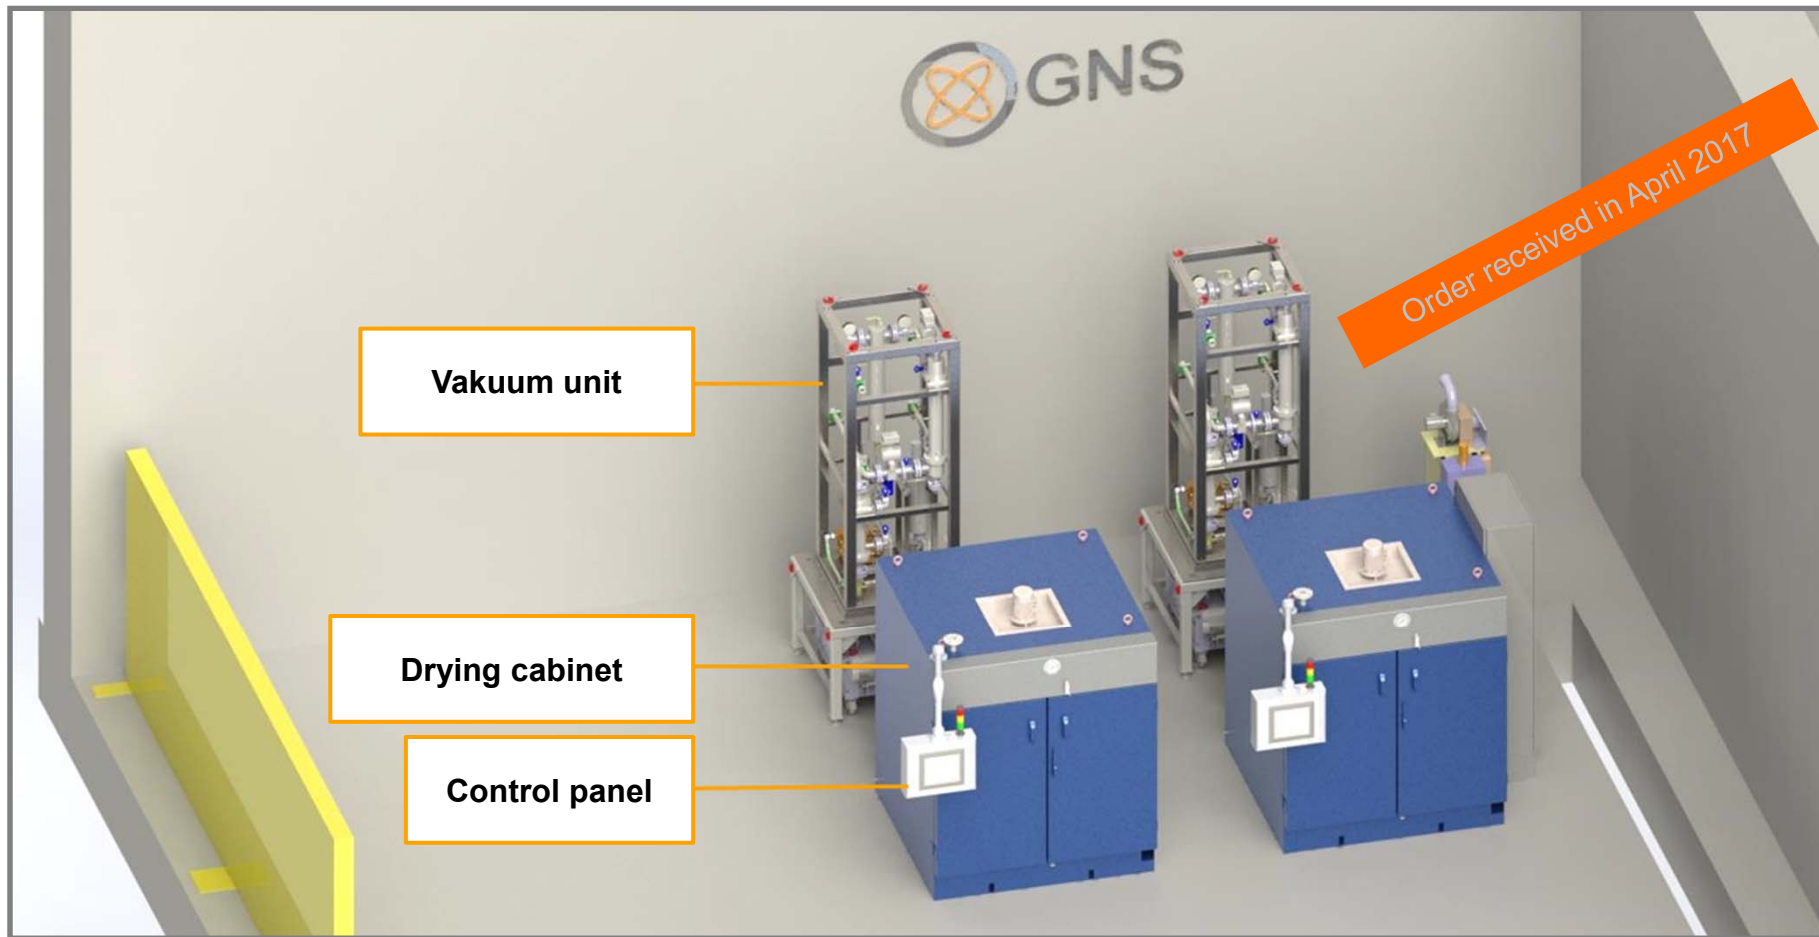 GNS
Order received in April 2017
Vakuum unit
Drying cabinet
Control panel